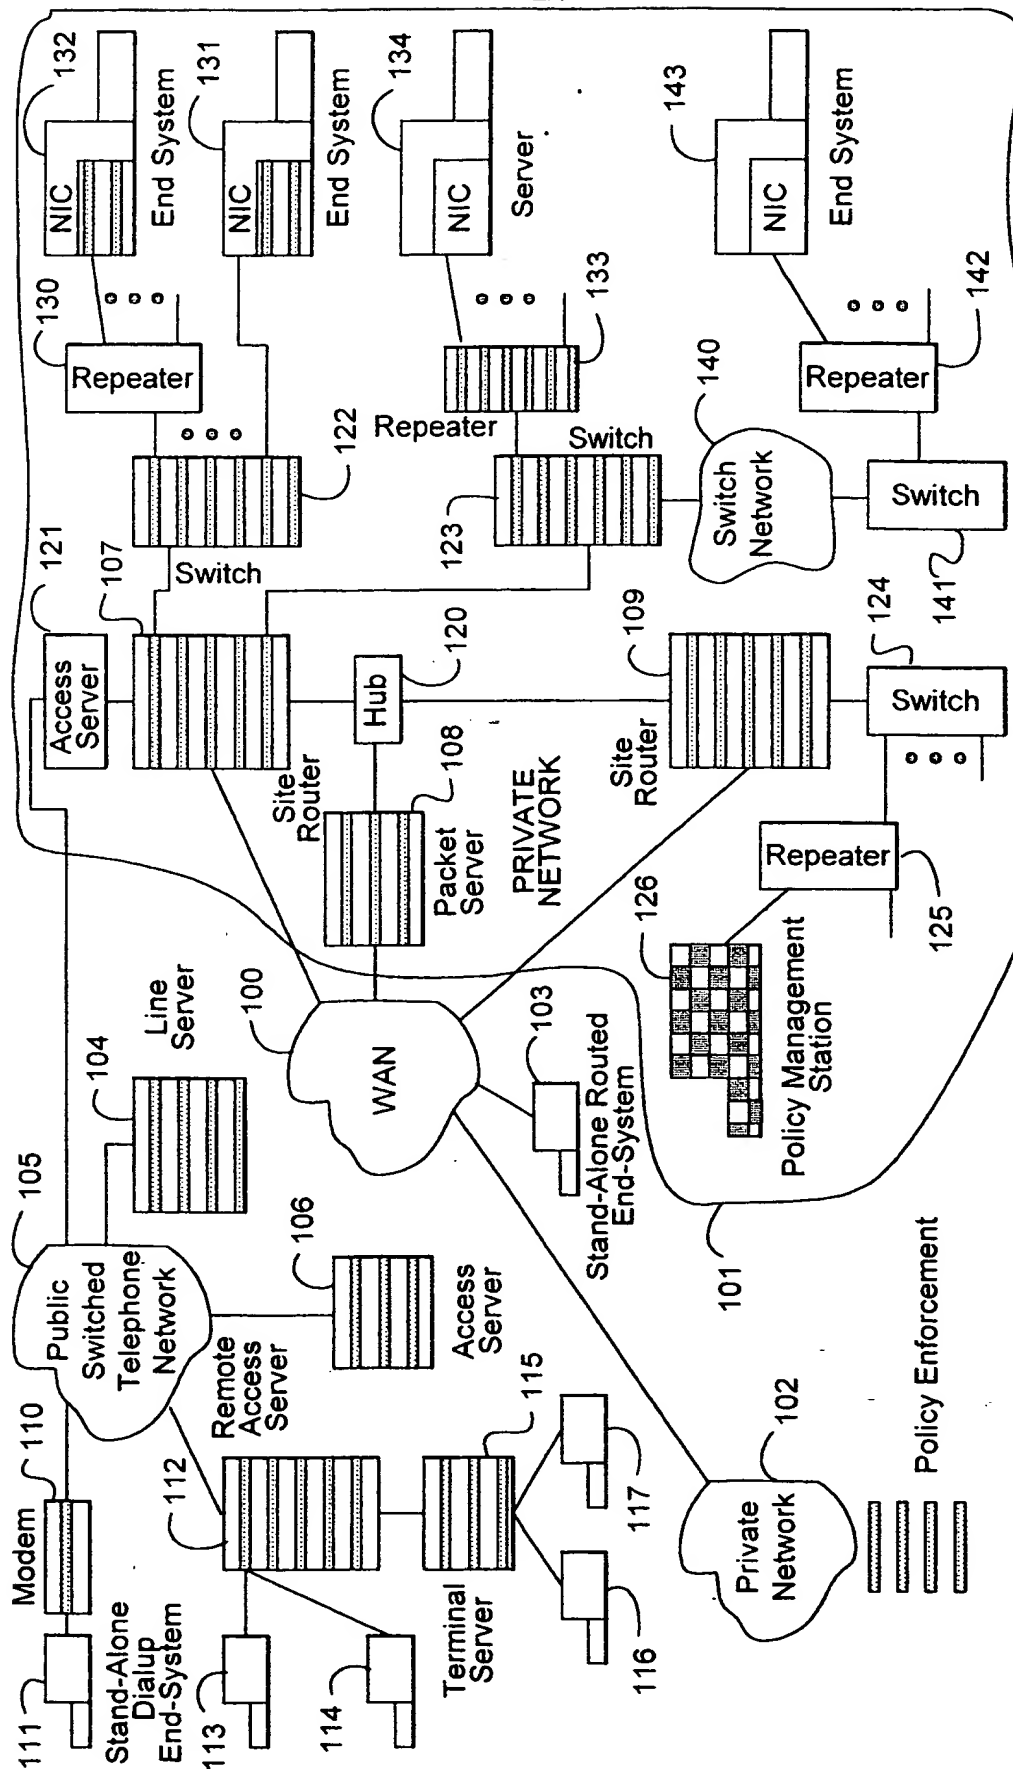 111
Stand-Alone
Dialup
End-System
Modem
110
105
Public
Switched
Telephone
Network
104
Line
Server
113
114
112
Remote
Access
Server
106
Access
Server
Terminal
Server
115
116
117
100
WAN
103
Stand-Alone Routed
End-System
Private
Network
102
Policy Enforcement
101
121
Access
Server
107
Site
Router
Hub
120
108
Packet
Server
PRIVATE
NETWORK
Site
Router
109
Switch
124
Repeater
125
126
Policy Management
Station
Switch
122
Repeater
130
NIC
132
End System
NIC
131
End System
123
Switch
Repeater
133
NIC
134
Server
140
Switch
Network
Switch
141
Repeater
142
NIC
143
End System